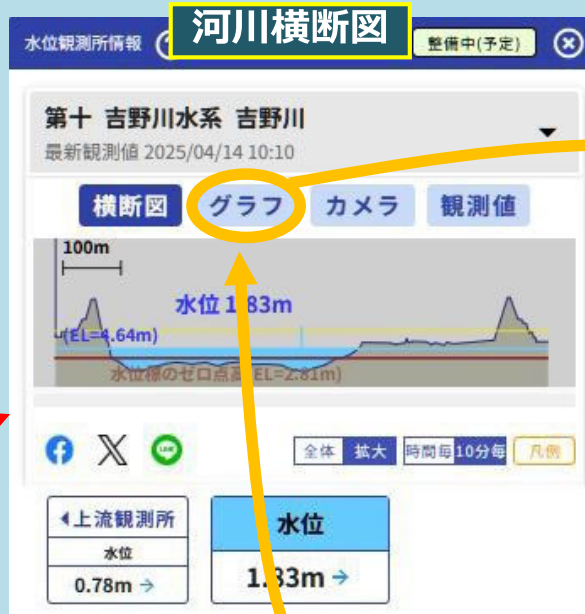 河川横断図
水位観測所情報
整備中(予定)
第十 吉野川水系 吉野川
最新観測値 2025/04/14 10:10
横断図 グラフ カメラ 観測値
100m
水位 1.83m
(EL=4.64m)
水位標のゼロ点高(EL=2.81m)
LINE
全体 拡大 時間毎 10分毎 凡例
上流観測所
水位
0.78m →
水位
1.83m →